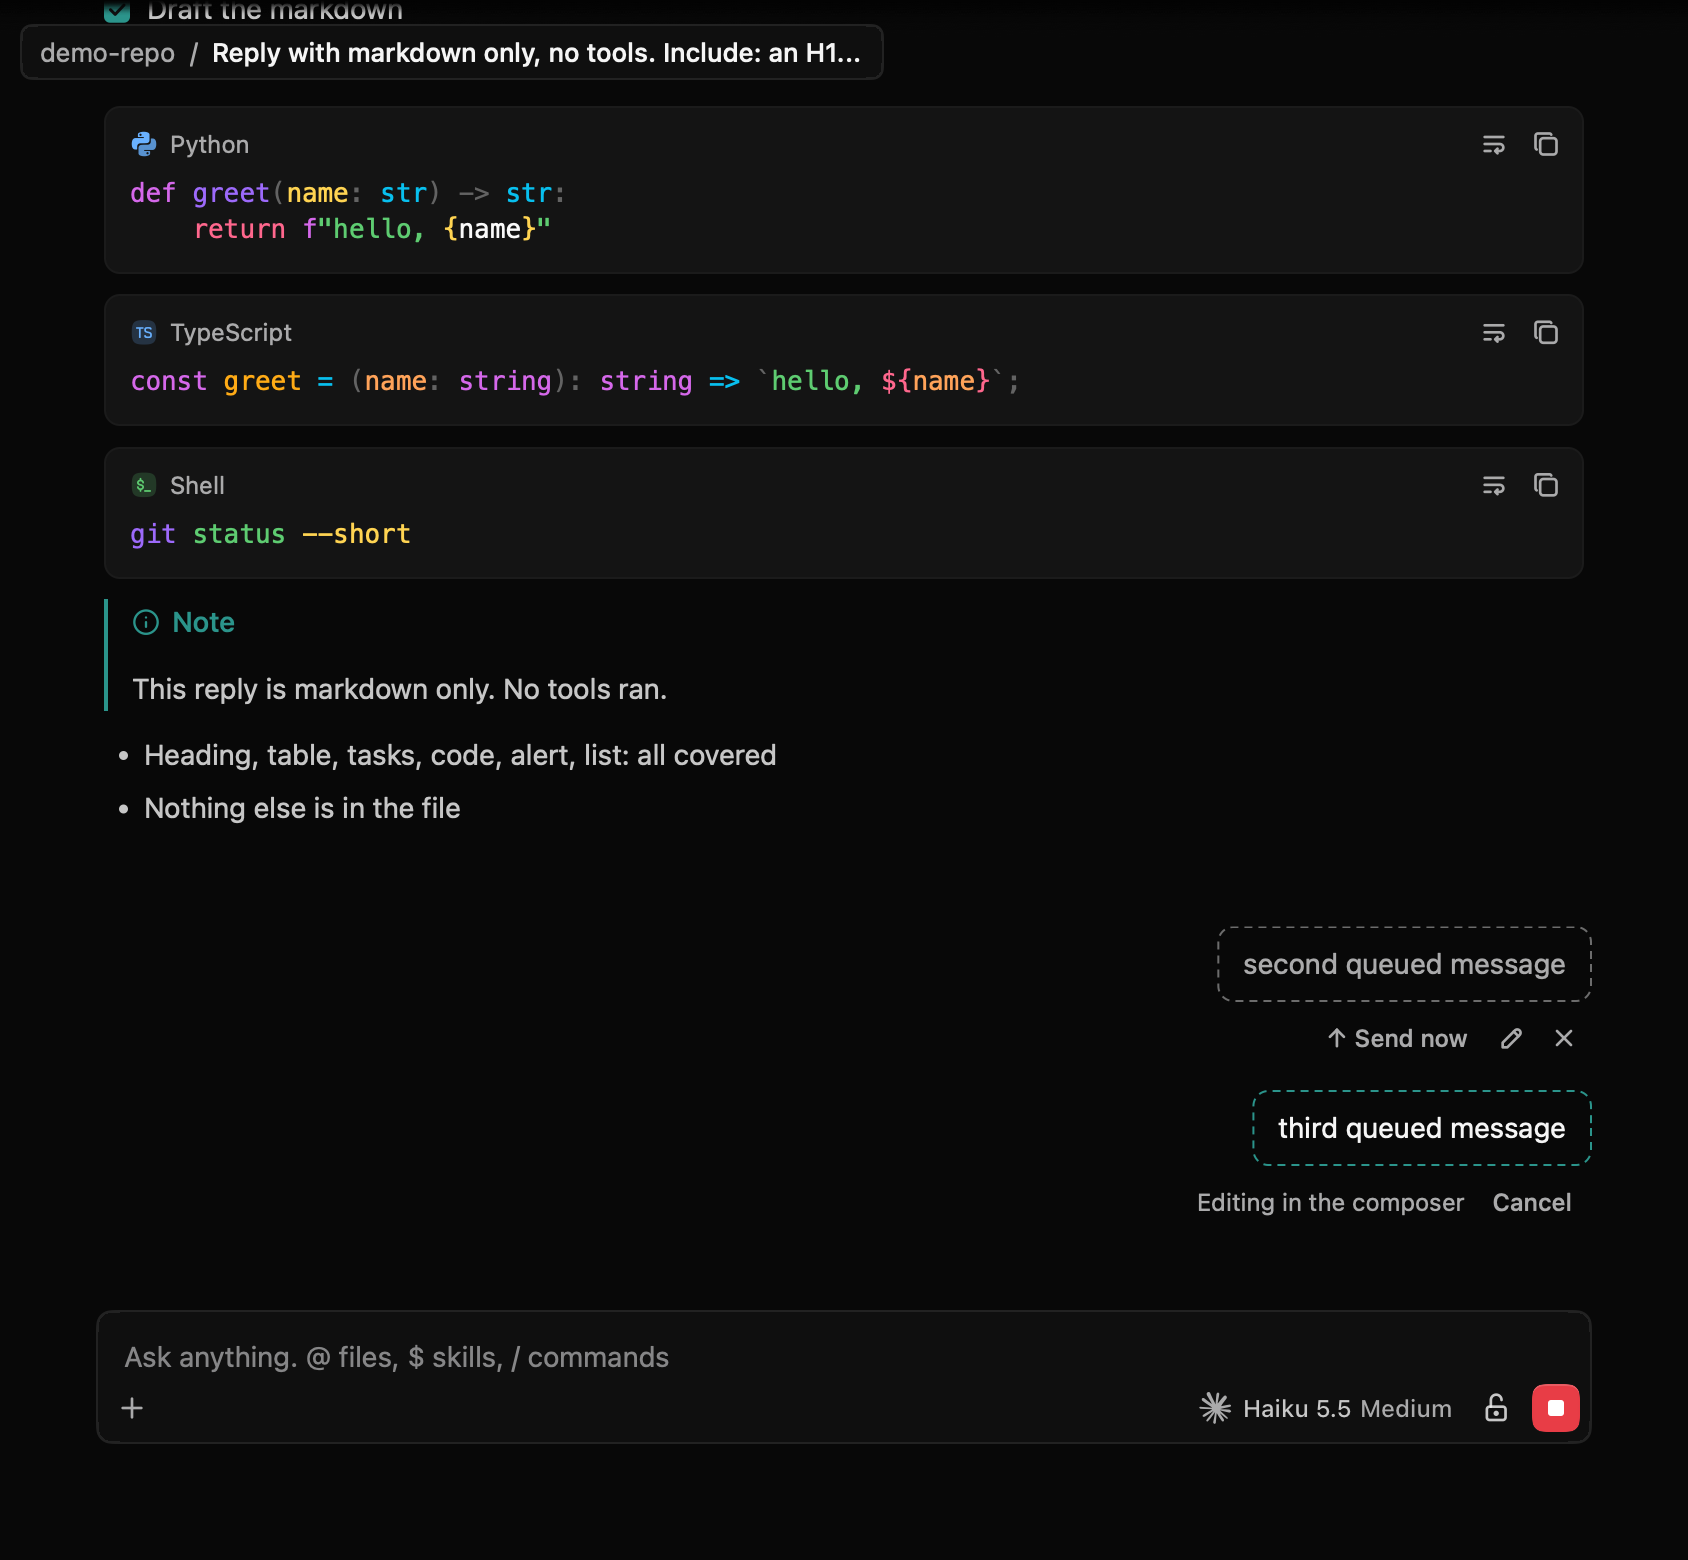 Draft the markdown
demo-repo / Reply with markdown only, no tools. Include: an H1...
Python
def greet(name: str) -> str:
    return f"hello, {name}"
TS TypeScript
const greet = (name: string): string => `hello, ${name}`;
$_ Shell
git status --short
Note
This reply is markdown only. No tools ran.
• Heading, table, tasks, code, alert, list: all covered
• Nothing else is in the file
second queued message
↑ Send now
third queued message
Editing in the composer Cancel
Ask anything. @ files, $ skills, / commands
Haiku 5.5 Medium